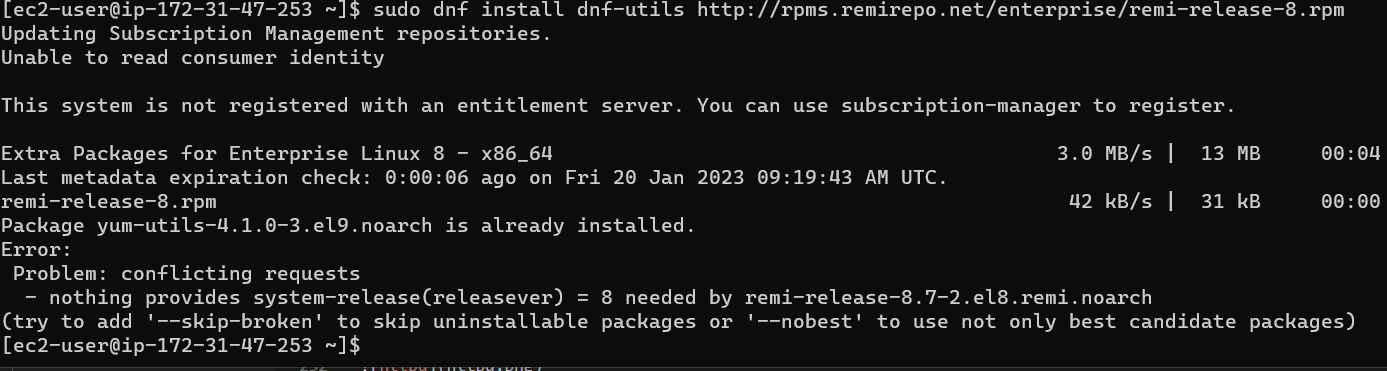 [ec2-user@ip-172-31-47-253 ~]$ sudo dnf install dnf-utils http://rpms.remirepo.net/enterprise/remi-release-8.rpm
Updating Subscription Management repositories.
Unable to read consumer identity
This system is not registered with an entitlement server. You can use subscription-manager to register.
Extra Packages for Enterprise Linux 8 - x86_64 3.0 MB/s | 13 MB 00:04
Last metadata expiration check: 0:00:06 ago on Fri 20 Jan 2023 09:19:43 AM UTC.
remi-release-8.rpm 42 kB/s | 31 kB 00:00
Package yum-utils-4.1.0-3.el9.noarch is already installed.
Error:
Problem: conflicting requests
- nothing provides system-release(releasever) = 8 needed by remi-release-8.7-2.el8.remi.noarch
(try to add '--skip-broken' to skip uninstallable packages or '--nobest' to use not only best candidate packages)
[ec2-user@ip-172-31-47-253 ~]$